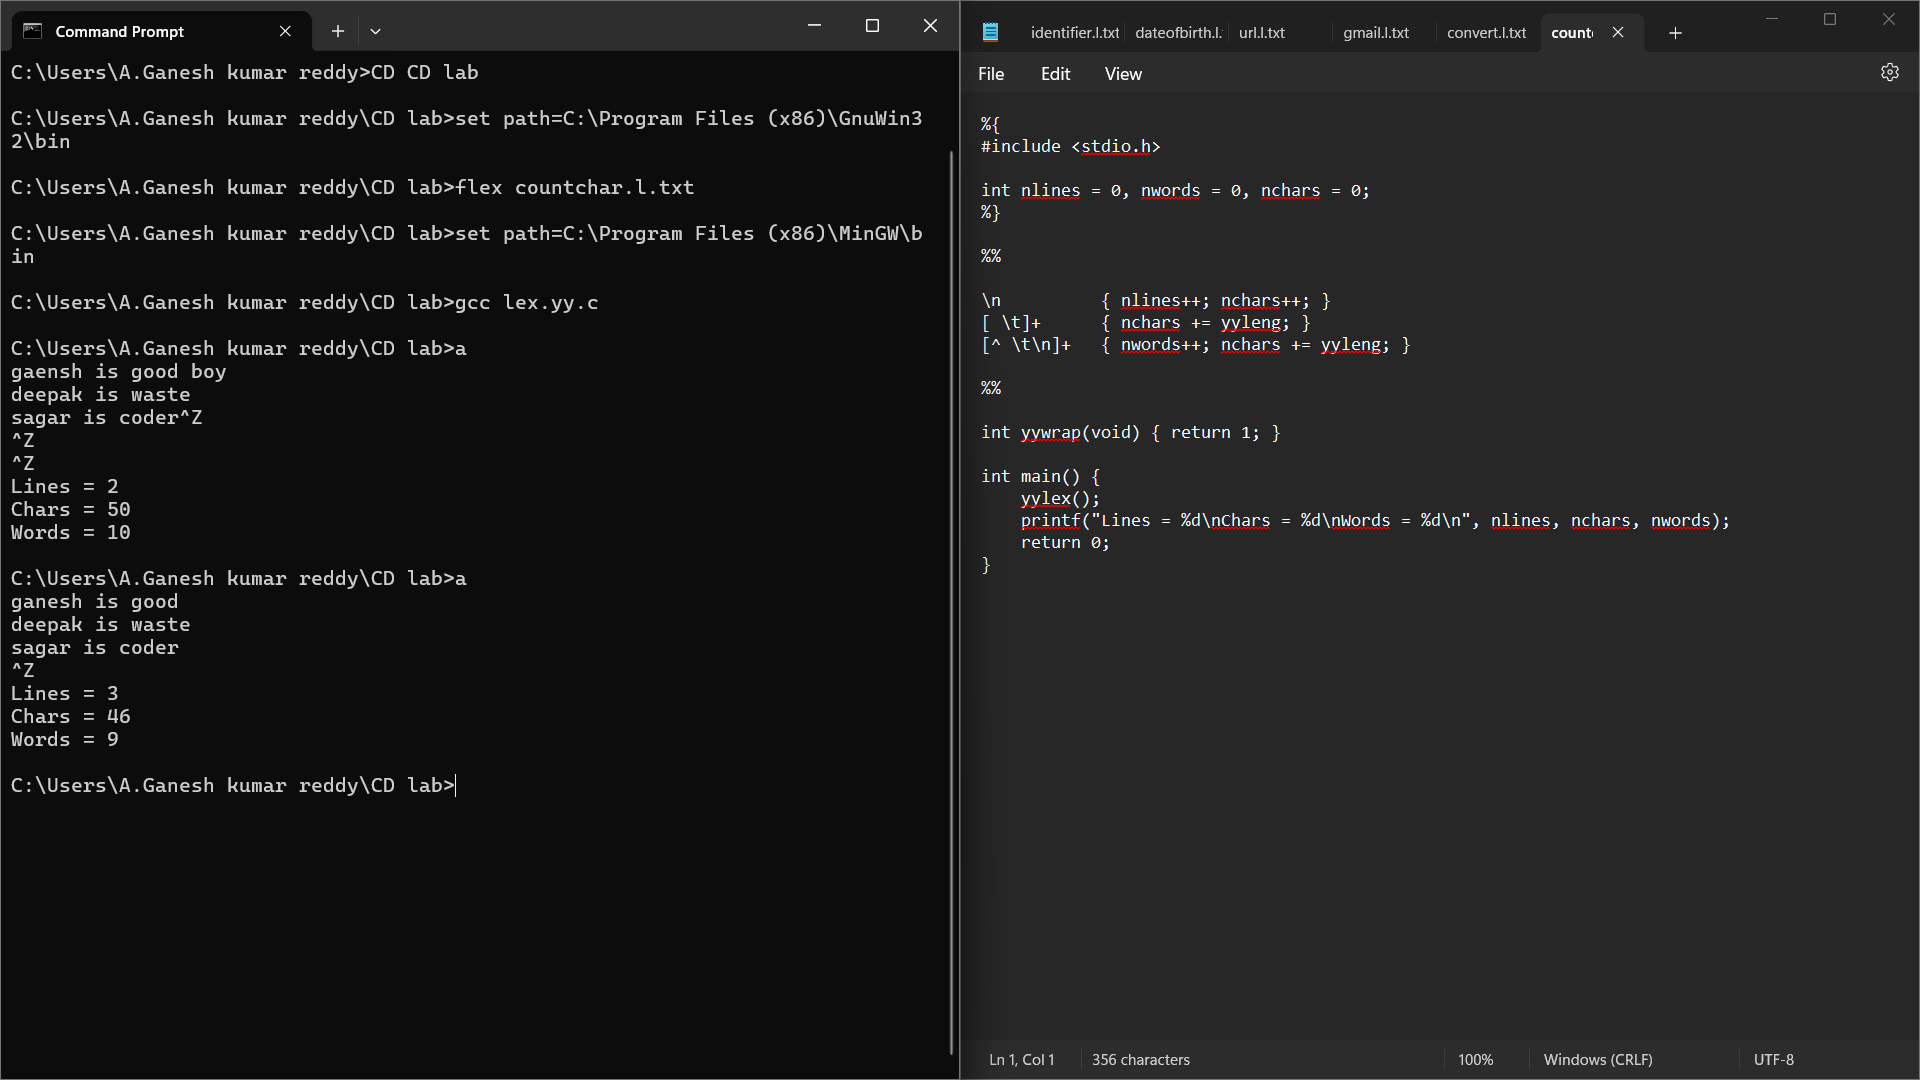 Command Prompt
C:\Users\A.Ganesh kumar reddy>CD CD lab
C:\Users\A.Ganesh kumar reddy\CD lab>set path=C:\Program Files (x86)\GnuWin3
2\bin
C:\Users\A.Ganesh kumar reddy\CD lab>flex countchar.l.txt
C:\Users\A.Ganesh kumar reddy\CD lab>set path=C:\Program Files (x86)\MinGW\b
in
C:\Users\A.Ganesh kumar reddy\CD lab>gcc lex.yy.c
C:\Users\A.Ganesh kumar reddy\CD lab>a
gaensh is good boy
deepak is waste
sagar is coder^Z
^Z
^Z
Lines = 2
Chars = 50
Words = 10
C:\Users\A.Ganesh kumar reddy\CD lab>a
ganesh is good
deepak is waste
sagar is coder
^Z
Lines = 3
Chars = 46
Words = 9
C:\Users\A.Ganesh kumar reddy\CD lab>
identifier.l.txt dateofbirth.l. url.l.txt gmail.l.txt convert.l.txt count
File Edit View
%{
#include <stdio.h>
int nlines = 0, nwords = 0, nchars = 0;
%}
%%
\n          { nlines++; nchars++; }
[ \t]+      { nchars += yyleng; }
[^ \t\n]+   { nwords++; nchars += yyleng; }
%%
int yywrap(void) { return 1; }
int main() {
    yylex();
    printf("Lines = %d\nChars = %d\nWords = %d\n", nlines, nchars, nwords);
    return 0;
}
Ln 1, Col 1 356 characters 100% Windows (CRLF) UTF-8